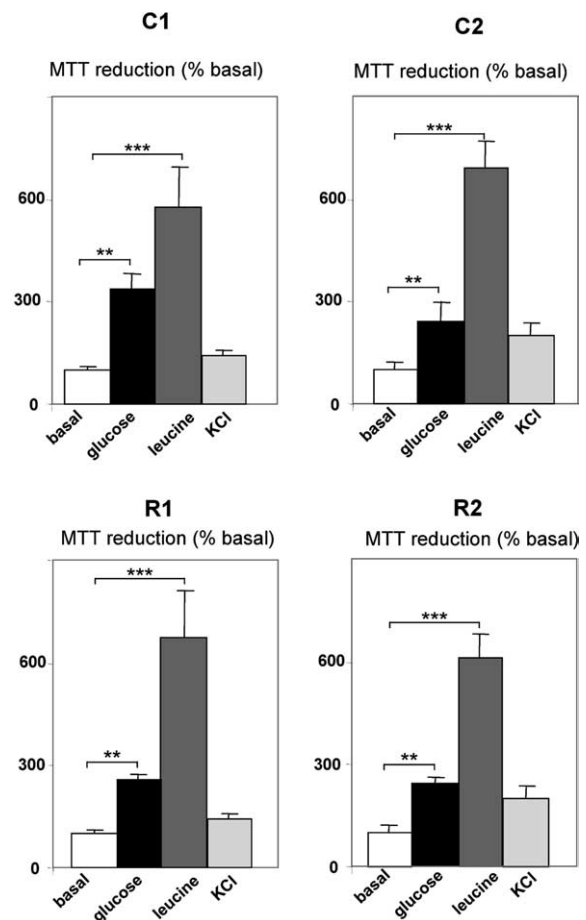 C1
MTT reduction (% basal)
600
300
0
***
**
basal
glucose
leucine
KCl
C2
MTT reduction (% basal)
600
300
0
***
**
basal
glucose
leucine
KCl
R1
MTT reduction (% basal)
600
300
0
***
**
basal
glucose
leucine
KCl
R2
MTT reduction (% basal)
600
300
0
***
**
basal
glucose
leucine
KCl